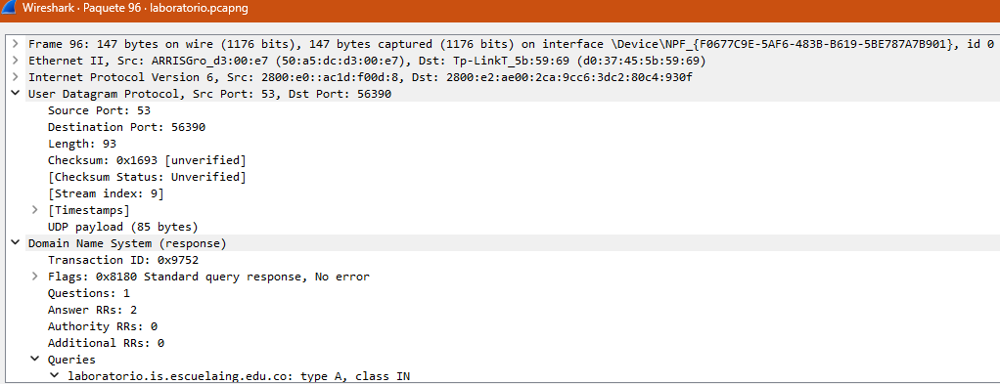 Wireshark · Paquete 96 · laboratorio.pcapng
Frame 96: 147 bytes on wire (1176 bits), 147 bytes captured (1176 bits) on interface \Device\NPF_{F0677C9E-5AF6-483B-B619-5BE787A7B901}, id 0
Ethernet II, Src: ARRISGro_d3:00:e7 (50:a5:dc:d3:00:e7), Dst: Tp-LinkT_5b:59:69 (d0:37:45:5b:59:69)
Internet Protocol Version 6, Src: 2800:e0::ac1d:f00d:8, Dst: 2800:e2:ae00:2ca:9cc6:3dc2:80c4:930f
User Datagram Protocol, Src Port: 53, Dst Port: 56390
Source Port: 53
Destination Port: 56390
Length: 93
Checksum: 0x1693 [unverified]
[Checksum Status: Unverified]
[Stream index: 9]
[Timestamps]
UDP payload (85 bytes)
Domain Name System (response)
Transaction ID: 0x9752
Flags: 0x8180 Standard query response, No error
Questions: 1
Answer RRs: 2
Authority RRs: 0
Additional RRs: 0
Queries
laboratorio.is.escuelaing.edu.co: type A, class IN